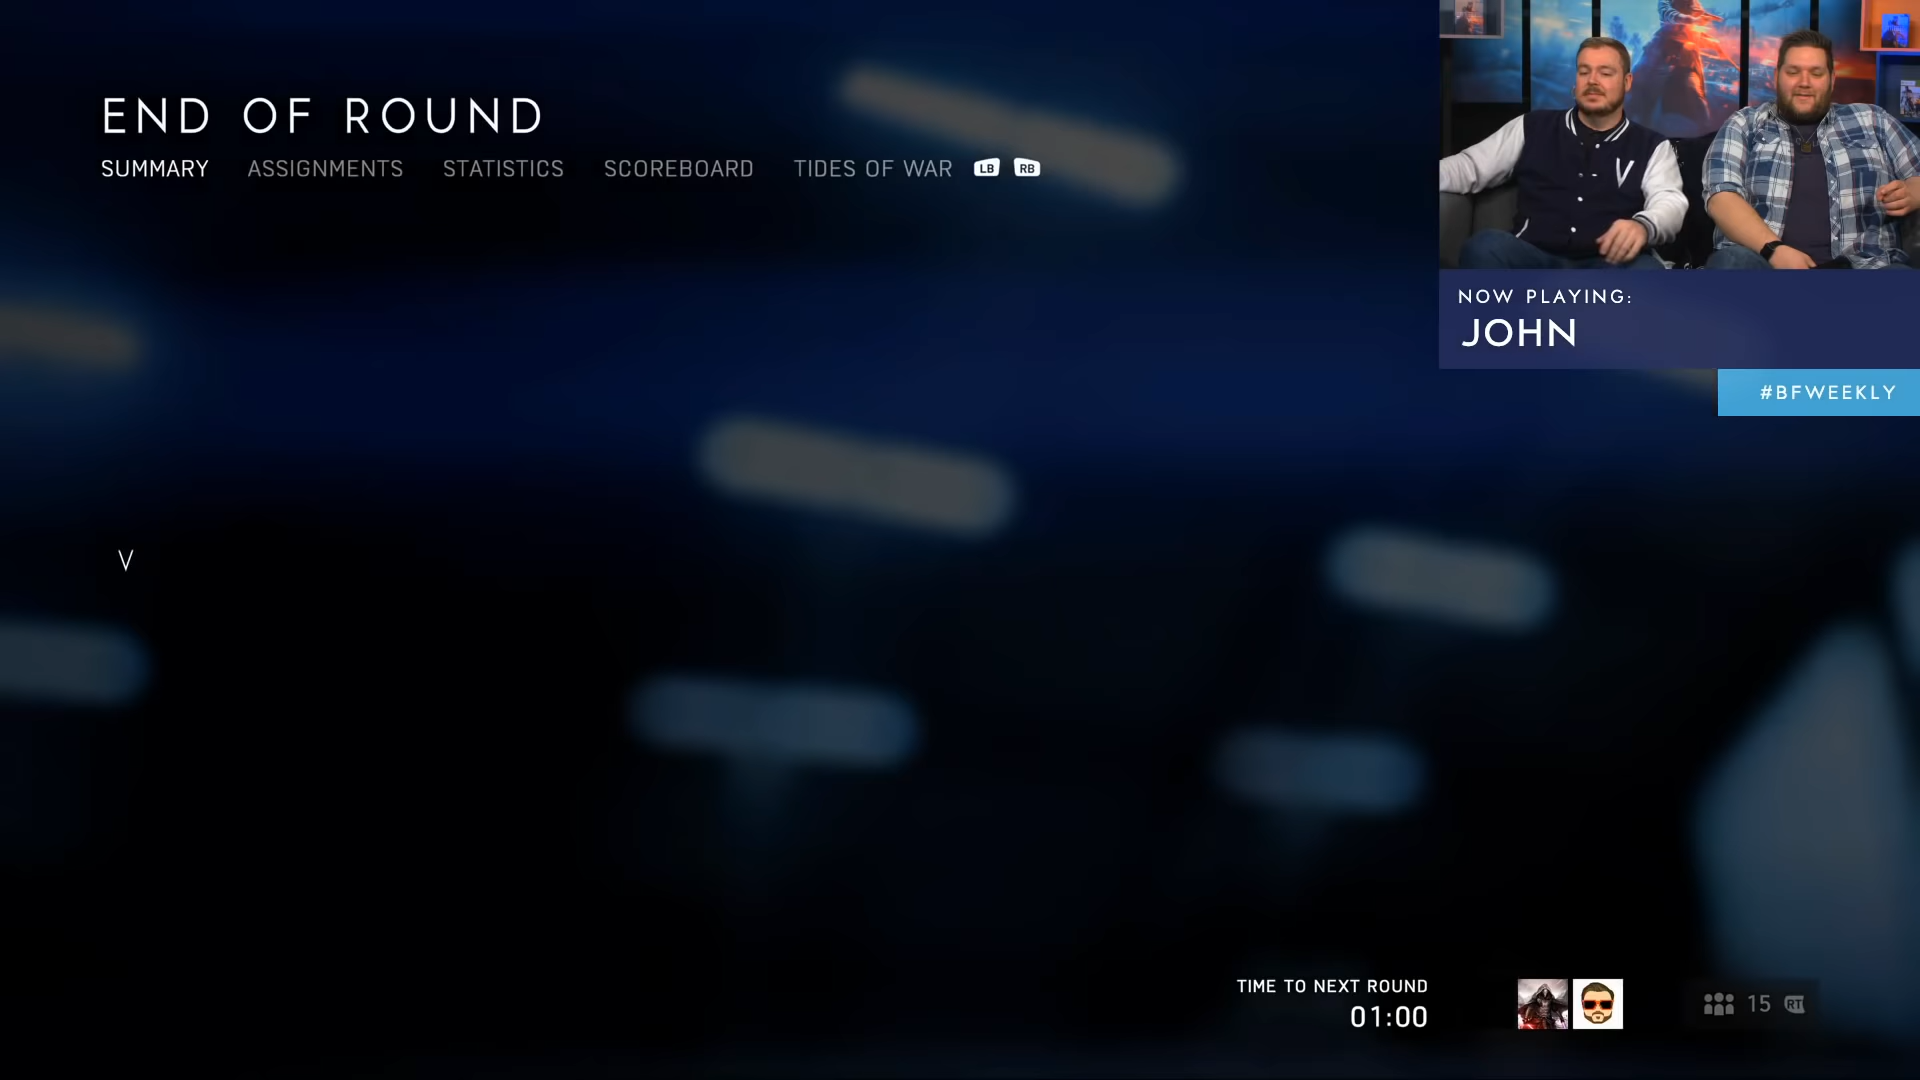 END OF ROUND
SUMMARY ASSIGNMENTS STATISTICS SCOREBOARD TIDES OF WAR LB RB
V
NOW PLAYING:
JOHN
#BFWEEKLY
V
TIME TO NEXT ROUND
01:00
15 RT